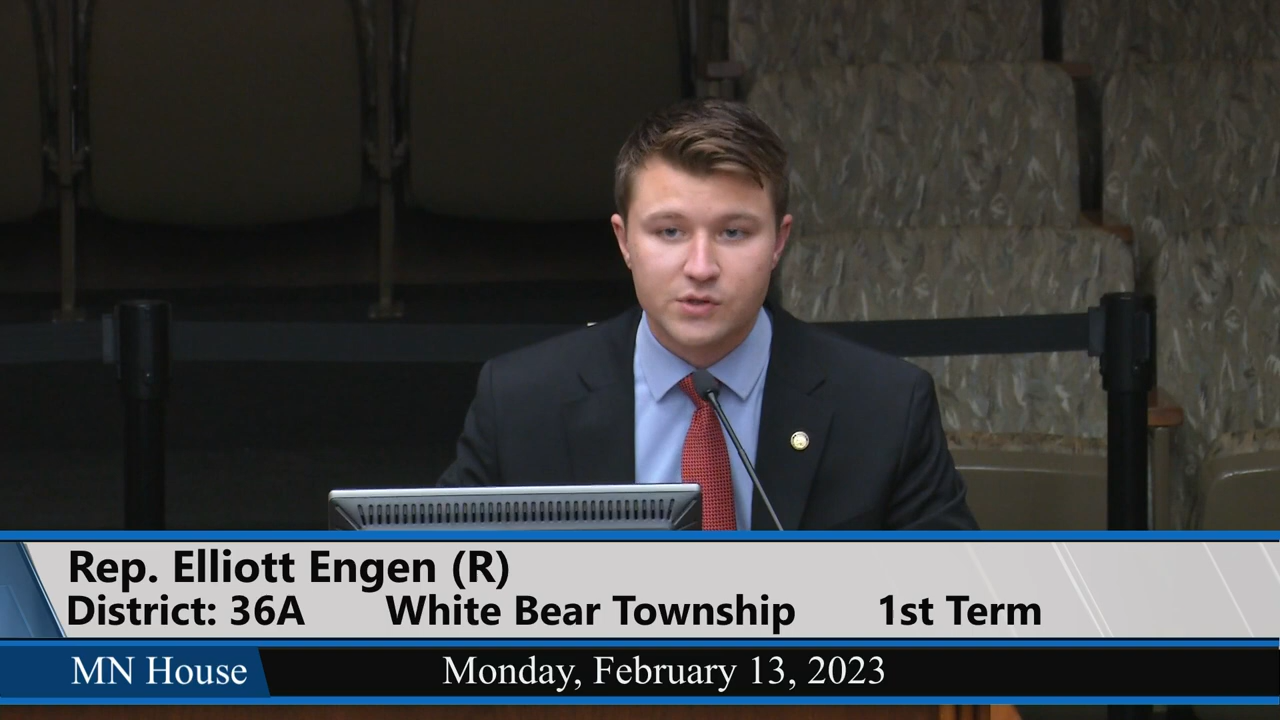 Rep. Elliott Engen (R)
District: 36A White Bear Township 1st Term
MN House Monday, February 13, 2023